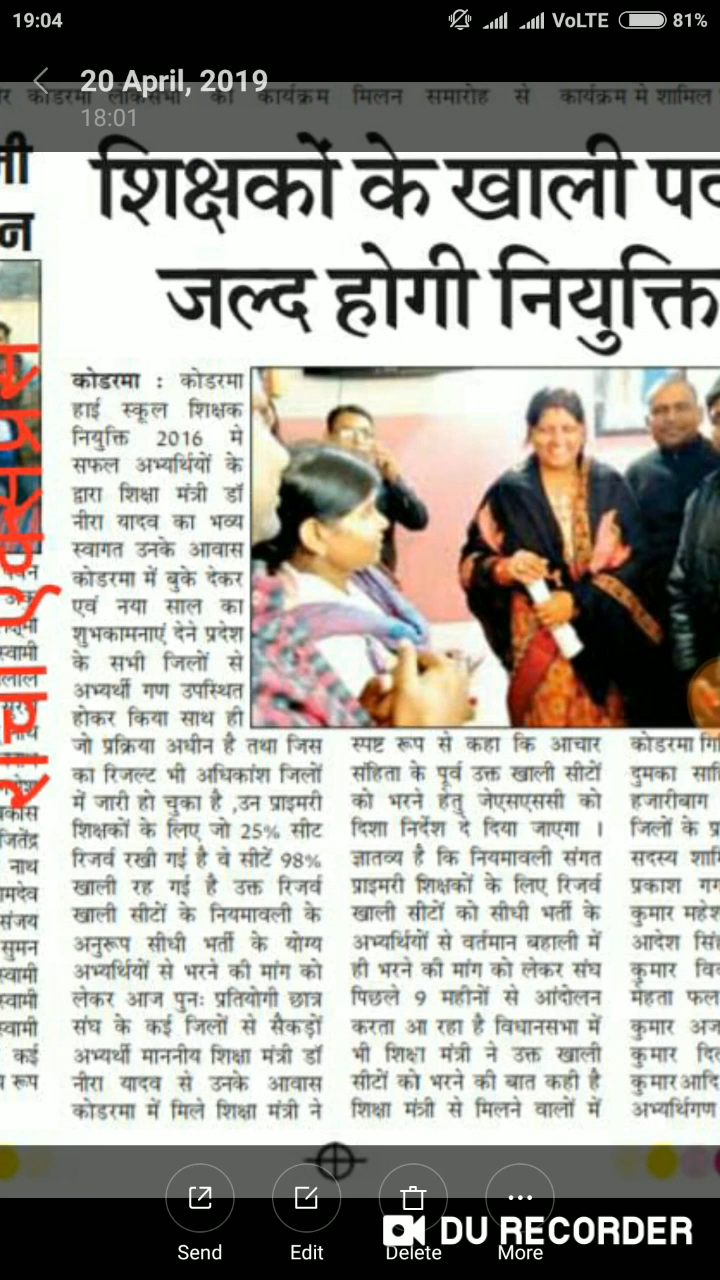 19:04
VoLTE
81%
20 April, 2019
18:01
कोडरमा लोकसभा का कार्यक्रम मिलन समारोह से कार्यक्रम मे शामिल
शिक्षकों के खाली
जल्द होगी नियुक्ति
कोडरमा : कोडरमा
हाई स्कूल शिक्षक
नियुक्ति 2016 मे
सफल अभ्यर्थियों के
द्वारा शिक्षा मंत्री डॉ
नीरा यादव का भव्य
स्वागत उनके आवास
कोडरमा में बुके देकर
एवं नया साल का
शुभकामनाएं देने प्रदेश
के सभी जिलों से
अभ्यर्थी गण उपस्थित
होकर किया साथ ही
जो प्रक्रिया अधीन है तथा जिस
का रिजल्ट भी अधिकांश जिलों
में जारी हो चुका है ,उन प्राइमरी
शिक्षकों के लिए जो 25% सीट
रिजर्व रखी गई है वे सीटें 98%
खाली रह गई है उक्त रिजर्व
खाली सीटों के नियमावली के
अनुरूप सीधी भर्ती के योग्य
अभ्यर्थियों से भरने की मांग को
लेकर आज पुनः प्रतियोगी छात्र
संघ के कई जिलों से सैकड़ों
अभ्यर्थी माननीय शिक्षा मंत्री डॉ
नीरा यादव से उनके आवास
कोडरमा में मिले शिक्षा मंत्री ने
स्पष्ट रूप से कहा कि आचार
संहिता के पूर्व उक्त खाली सीटों
को भरने हेतु जेएसएससी को
दिशा निर्देश दे दिया जाएगा ।
ज्ञातव्य है कि नियमावली संगत
प्राइमरी शिक्षकों के लिए रिजर्व
खाली सीटों को सीधी भर्ती के
अभ्यर्थियों से वर्तमान बहाली में
ही भरने की मांग को लेकर संघ
पिछले 9 महीनों से आंदोलन
करता आ रहा है विधानसभा में
भी शिक्षा मंत्री ने उक्त खाली
सीटों को भरने की बात कही है
शिक्षा मंत्री से मिलने वालों में
कोडरमा
दुमका
हजारीबाग
जिलों के
सदस्य
प्रकाश
कुमार
आदेश
कुमार
मेहता
कुमार
कुमार
कुमार आदि
अभ्यर्थिगण
Send
Edit
Delete
More
DU RECORDER